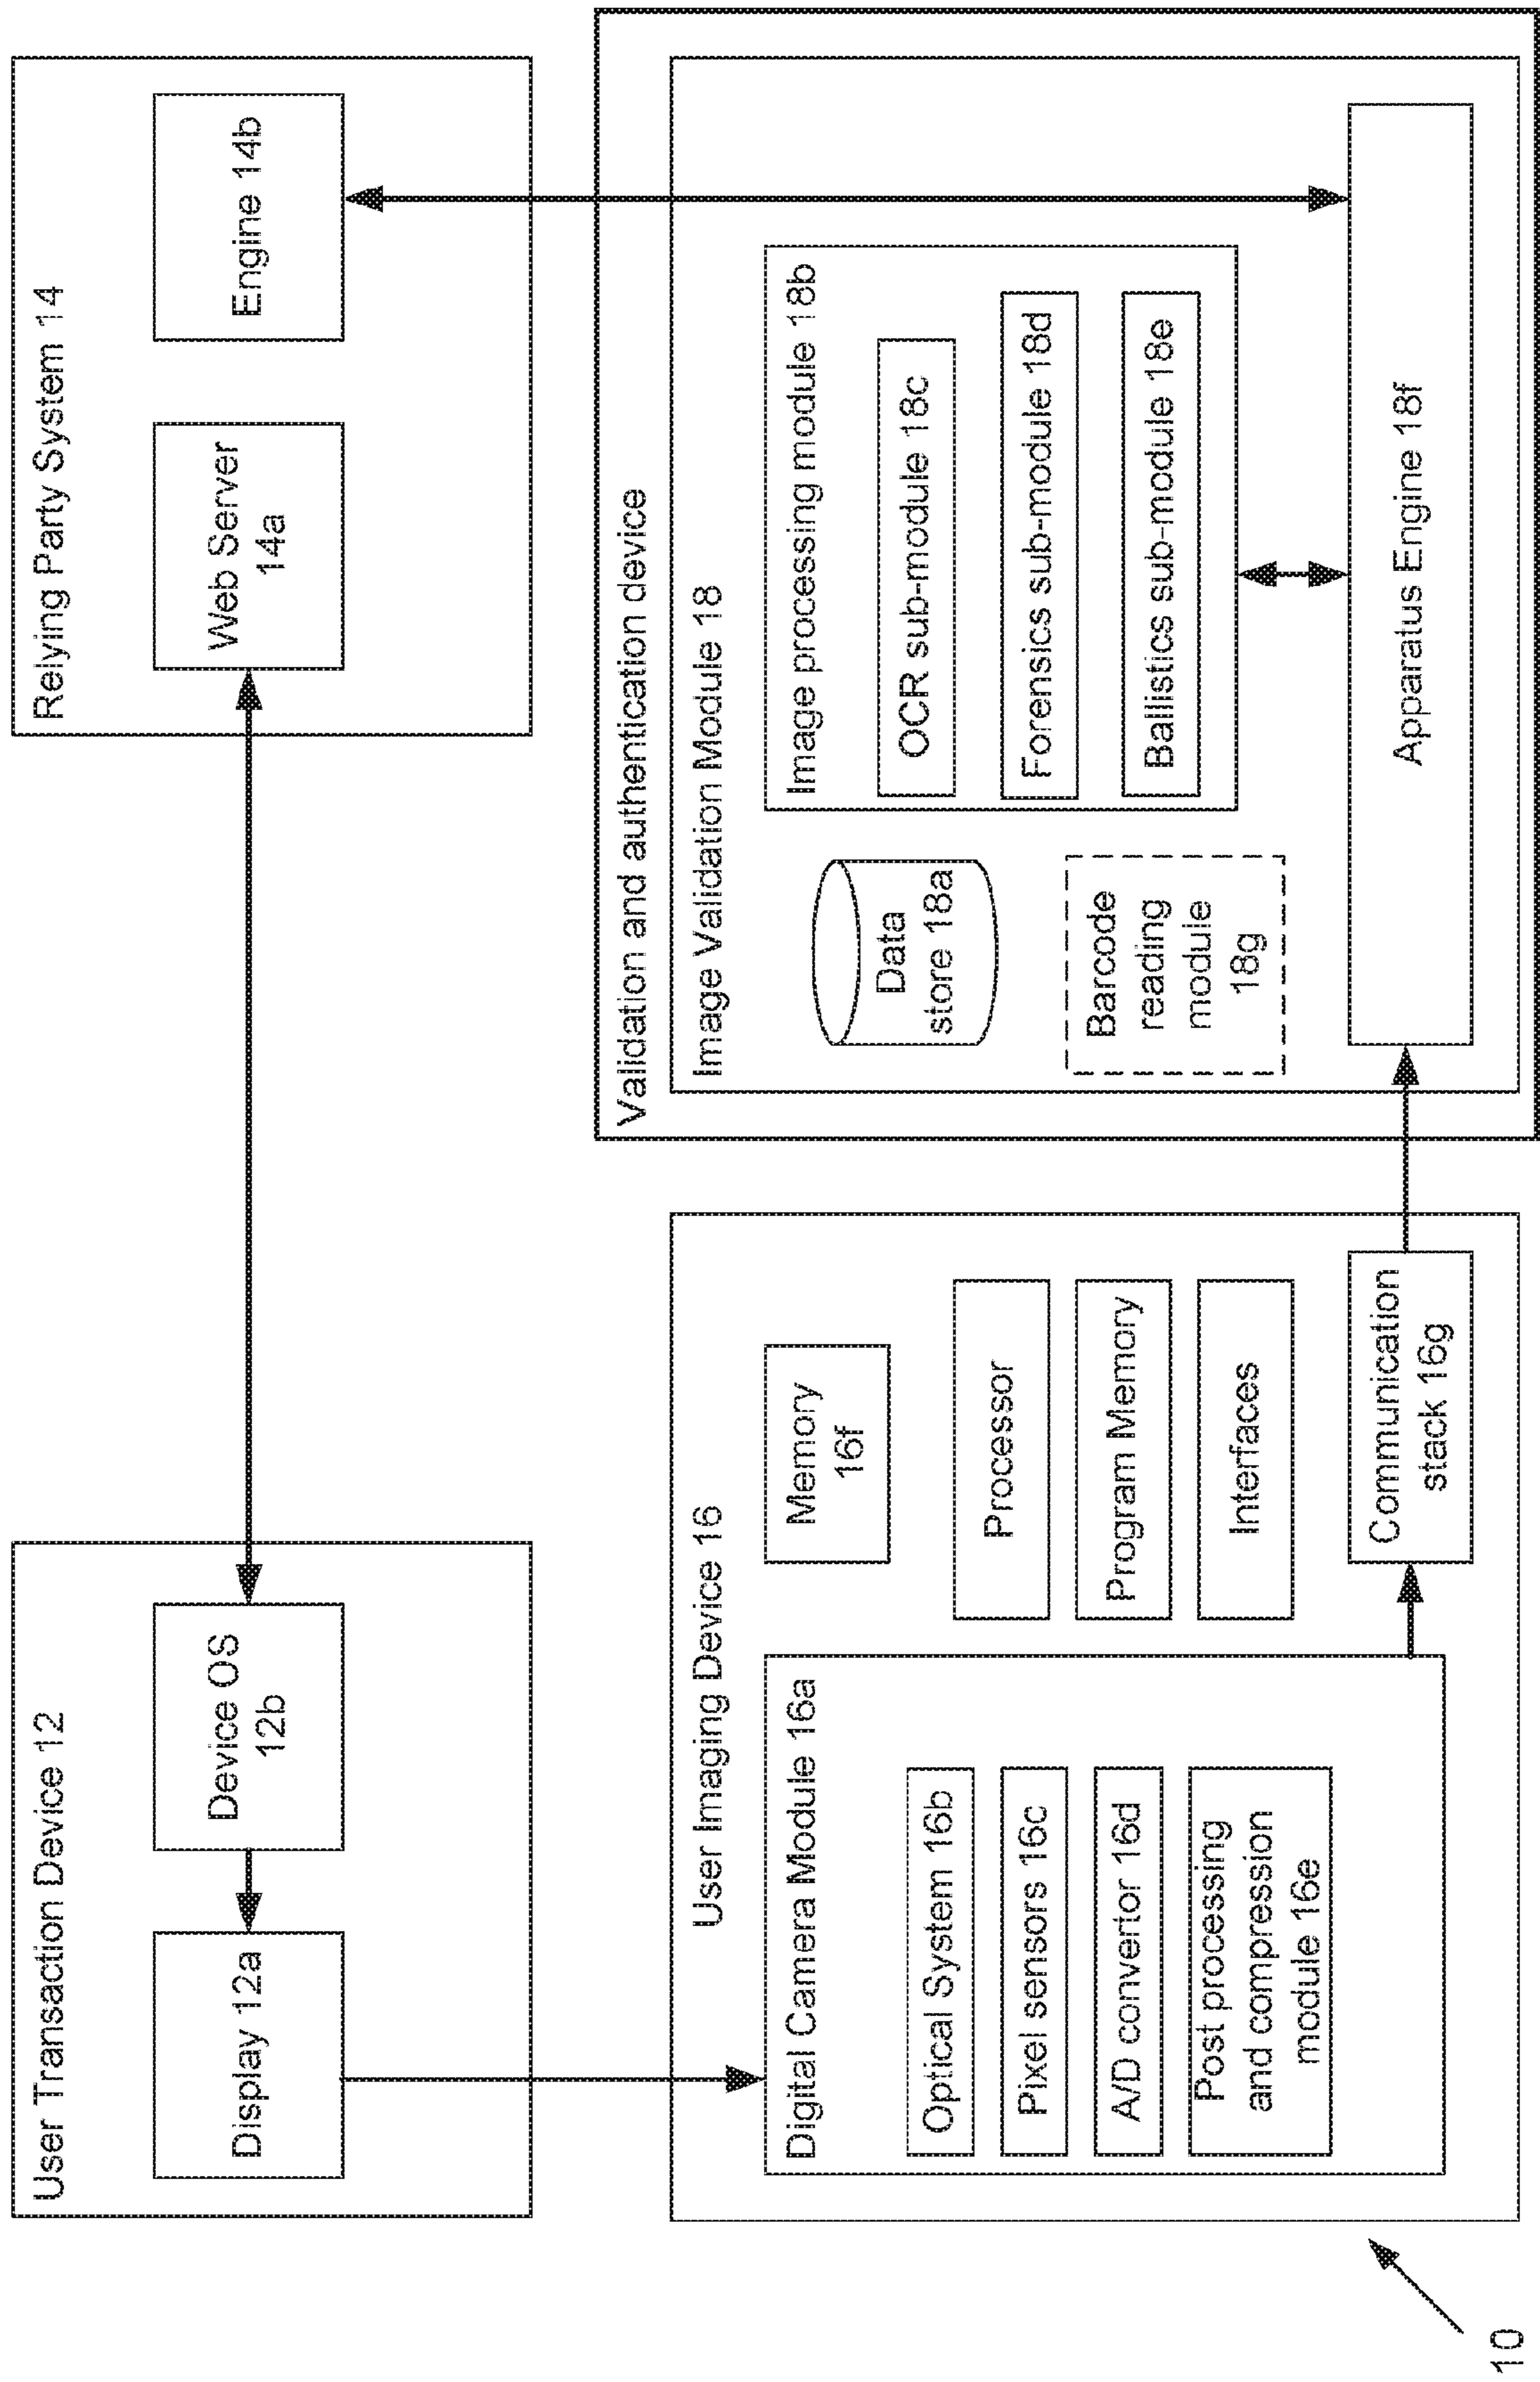 User Transaction Device 12
Display 12a
Device OS
12b
Relying Party System 14
Web Server
14a
Engine 14b
User Imaging Device 16
Digital Camera Module 16a
Optical System 16b
Pixel sensors 16c
A/D convertor 16d
Post processing
and compression
module 16e
Memory
16f
Processor
Program Memory
Interfaces
Communication
stack 16g
Validation and authentication device
Image Validation Module 18
Data
store 18a
Barcode
reading
module
18g
Image processing module 18b
OCR sub-module 18c
Forensics sub-module 18d
Ballistics sub-module 18e
Apparatus Engine 18f
10